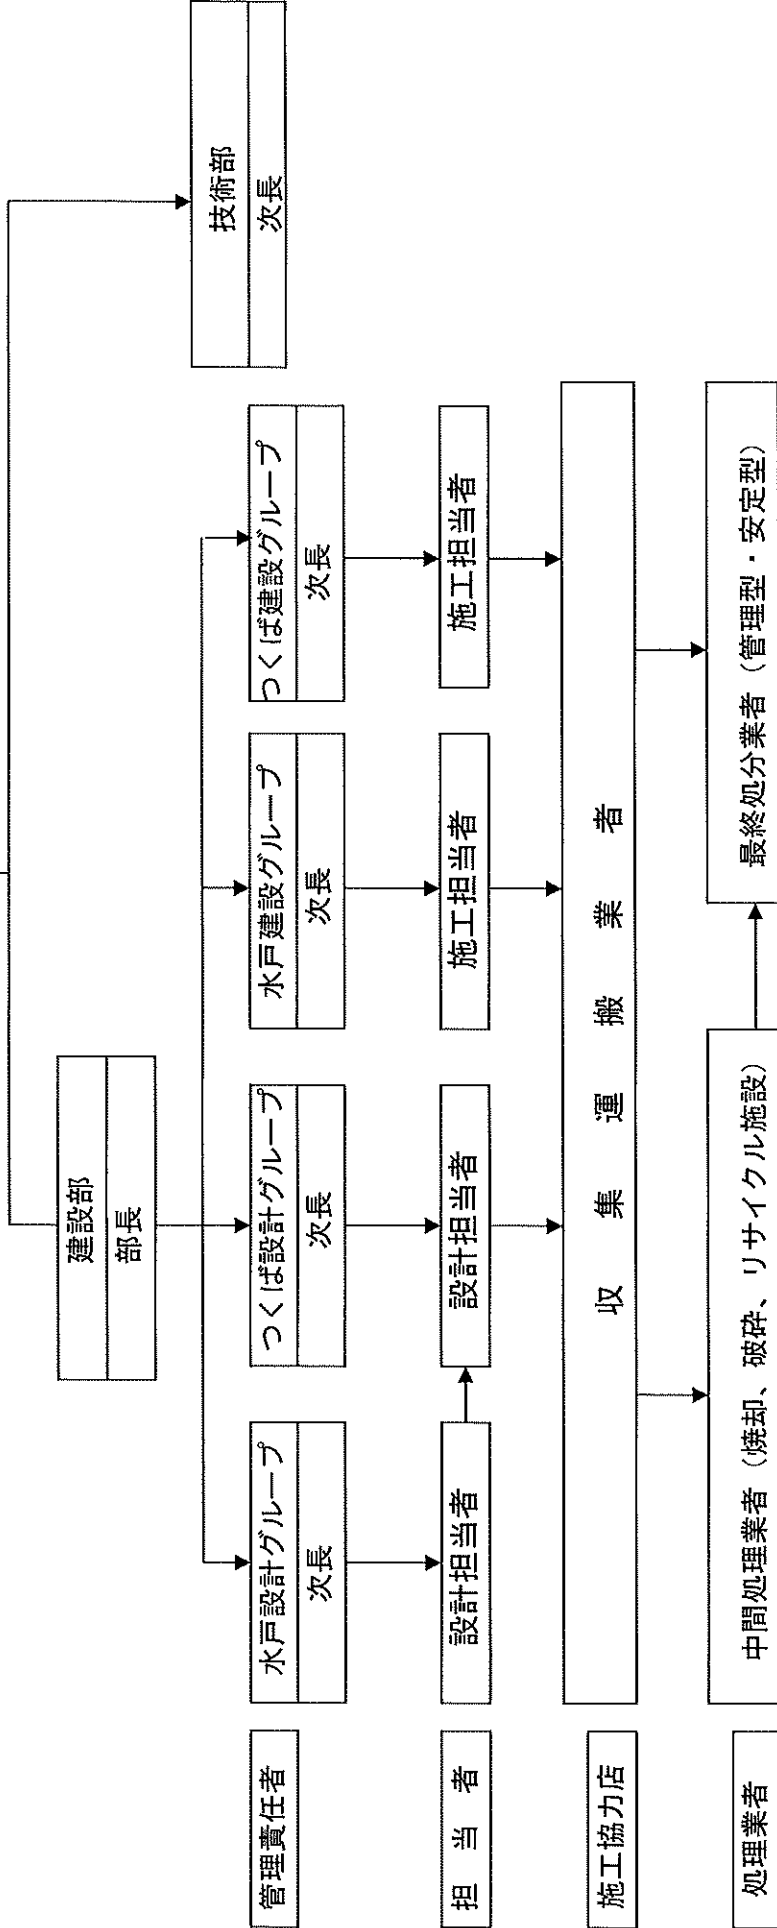 建設部
部長
技術部
次長
管理責任者
水戸設計グループ
次長
つくば設計グループ
次長
水戸建設グループ
次長
つくば建設グループ
次長
担当者
設計担当者
設計担当者
施工担当者
施工担当者
施工協力店
収集運搬業者
処理業者
中間処理業者（焼却、破砕、リサイクル施設）
最終処分業者（管理型・安定型）